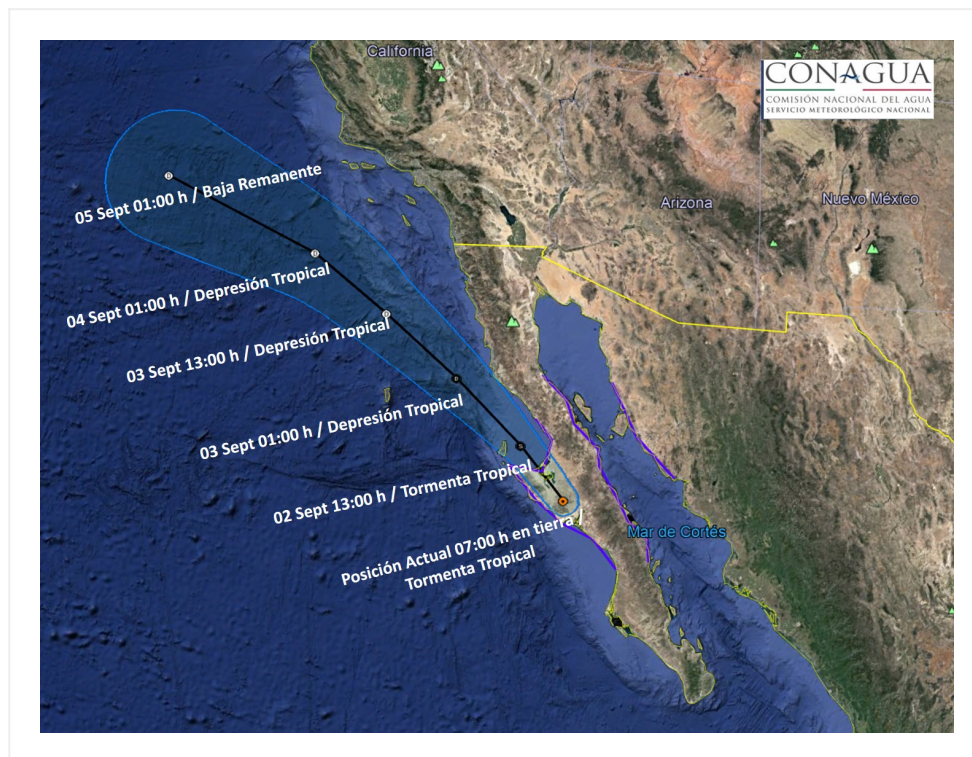 California
CONAGUA
COMISIÓN NACIONAL DEL AGUA
SERVICIO METEOROLÓGICO NACIONAL
Arizona
Nuevo México
05 Sept 01:00 h / Baja Remanente
04 Sept 01:00 h / Depresión Tropical
03 Sept 13:00 h / Depresión Tropical
03 Sept 01:00 h / Depresión Tropical
02 Sept 13:00 h / Tormenta Tropical
Posición Actual 07:00 h en tierra /
Tormenta Tropical
Mar de Cortés